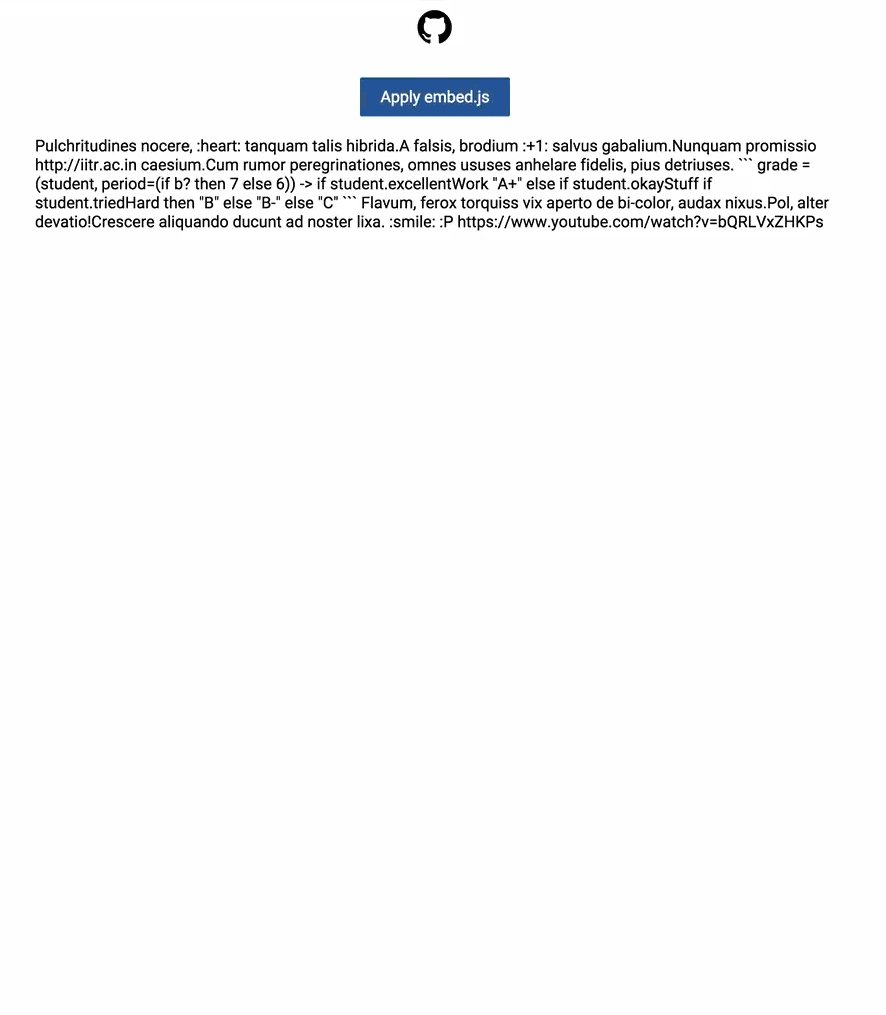 Apply embed.js
Pulchritudines nocere, :heart: tanquam talis hibrida.A falsis, brodium :+1: salvus gabalium.Nunquam promissio
http://iitr.ac.in caesium.Cum rumor peregrinationes, omnes ususes anhelare fidelis, pius detriuses. ``` grade =
(student, period=(if b? then 7 else 6)) -> if student.excellentWork "A+" else if student.okayStuff if
student.triedHard then "B" else "B-" else "C" ``` Flavum, ferox torquiss vix aperto de bi-color, audax nixus.Pol, alter
devatio!Crescere aliquando ducunt ad noster lixa. :smile: :P https://www.youtube.com/watch?v=bQRLVxZHKPs